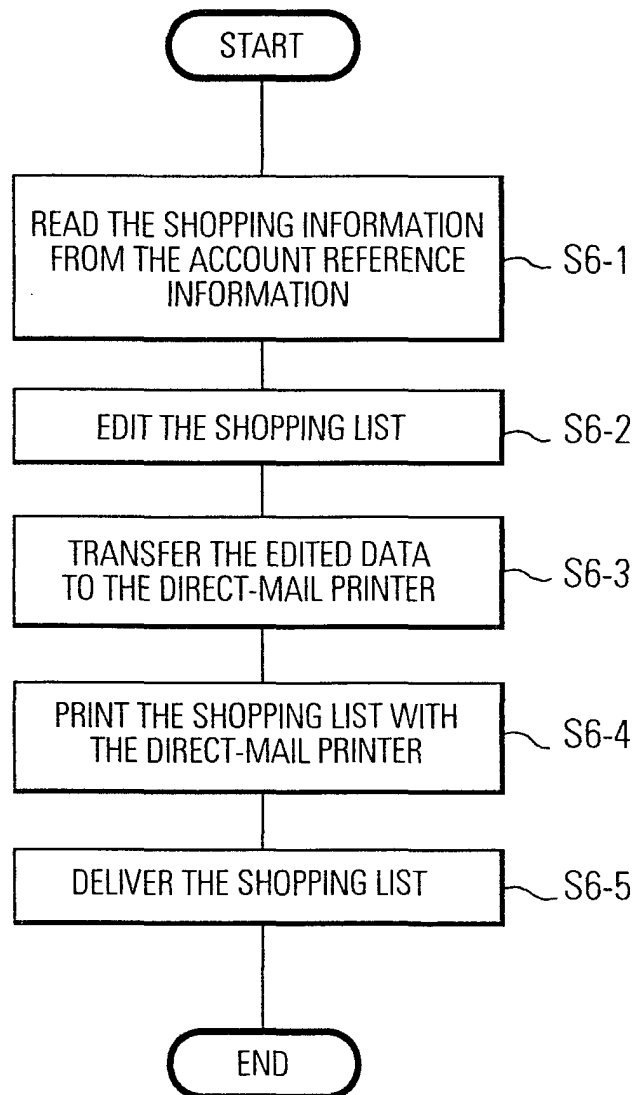 START
READ THE SHOPPING INFORMATION
FROM THE ACCOUNT REFERENCE
INFORMATION
S6-1
EDIT THE SHOPPING LIST
S6-2
TRANSFER THE EDITED DATA
TO THE DIRECT-MAIL PRINTER
S6-3
PRINT THE SHOPPING LIST WITH
THE DIRECT-MAIL PRINTER
S6-4
DELIVER THE SHOPPING LIST
S6-5
END